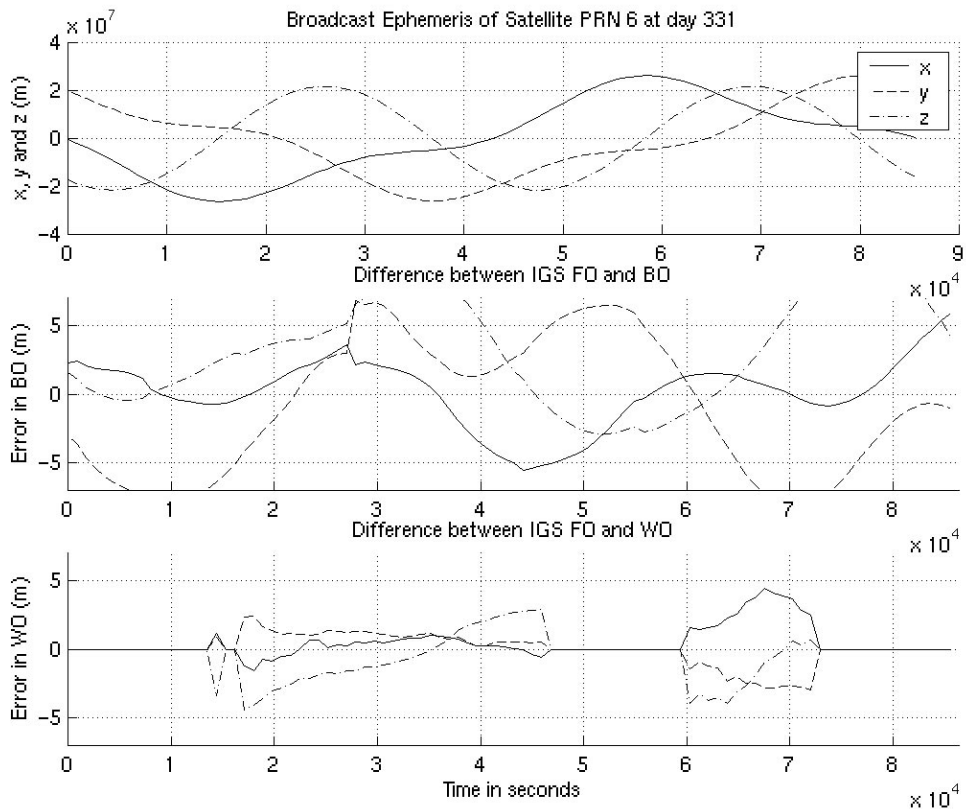 Broadcast Ephemeris of Satellite PRN 6 at day 331
x 10^7
x, y and z (m)
4
2
0
−2
−4
x
y
z
0 1 2 3 4 5 6 7 8 9
x 10^4
Difference between IGS FO and BO
Error in BO (m)
5
0
−5
0 1 2 3 4 5 6 7 8
x 10^4
Difference between IGS FO and WO
Error in WO (m)
5
0
−5
0 1 2 3 4 5 6 7 8
Time in seconds
x 10^4